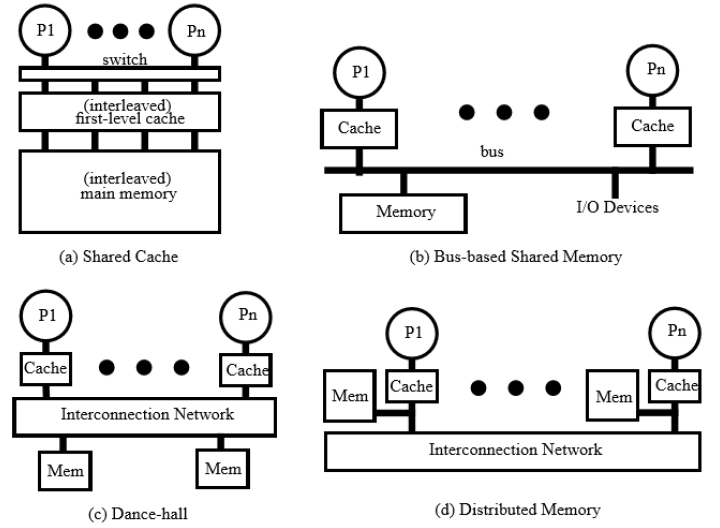 P1
Pn
switch
(interleaved)
first-level cache
(interleaved)
main memory
(a) Shared Cache
P1
Pn
Cache
Cache
bus
Memory
I/O Devices
(b) Bus-based Shared Memory
P1
Pn
Cache
Cache
Interconnection Network
Mem
Mem
(c) Dance-hall
P1
Pn
Mem
Cache
Mem
Cache
Interconnection Network
(d) Distributed Memory